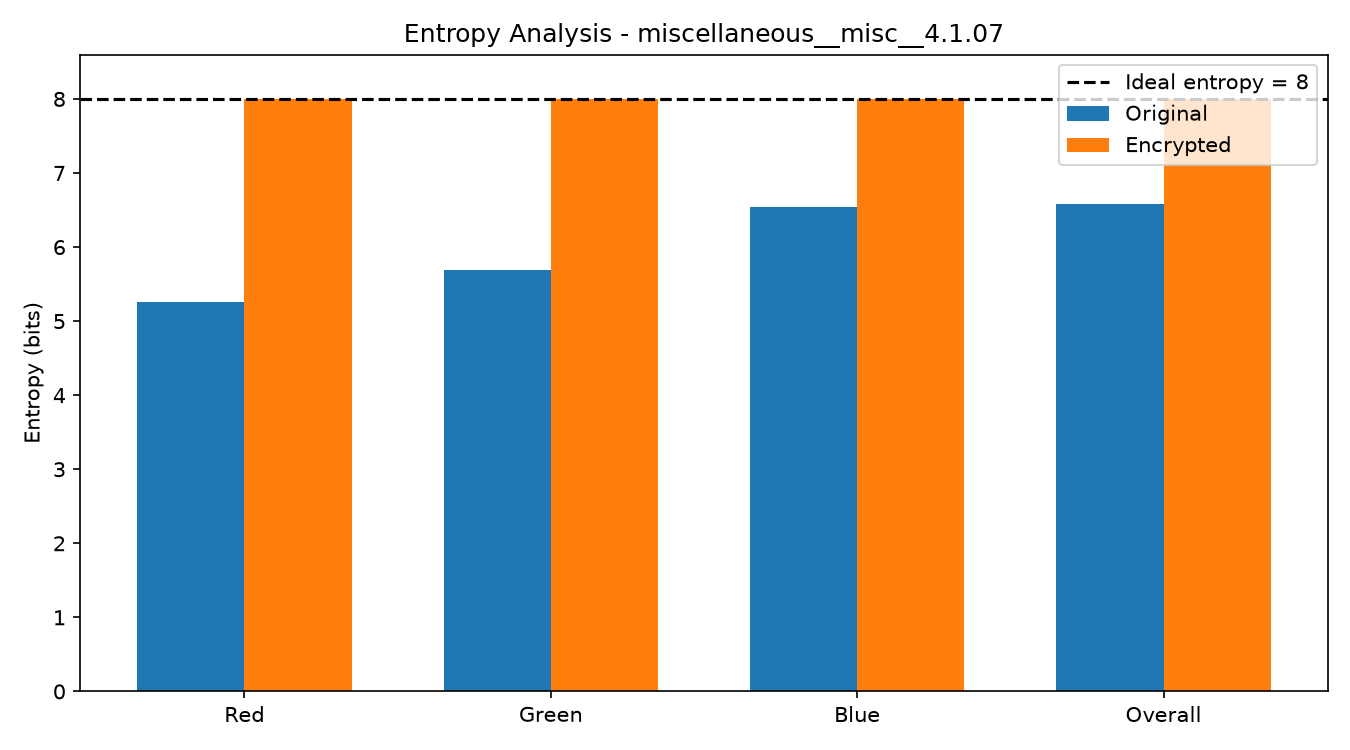 Entropy Analysis - miscellaneous__misc__4.1.07
Ideal entropy = 8
Original
Encrypted
Entropy (bits)
8
7
6
5
4
3
2
1
0
Red Green Blue Overall